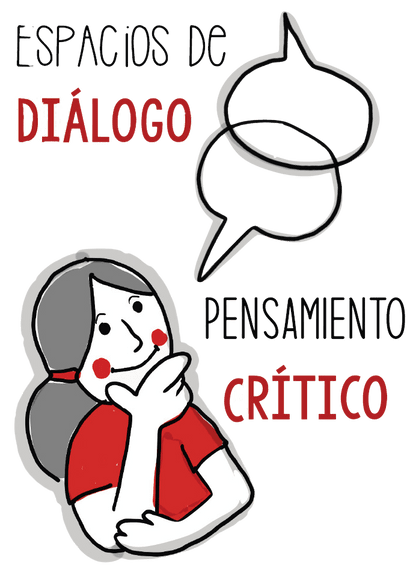 ESPACIOS DE
DIÁLOGO
PENSAMIENTO
CRÍTICO